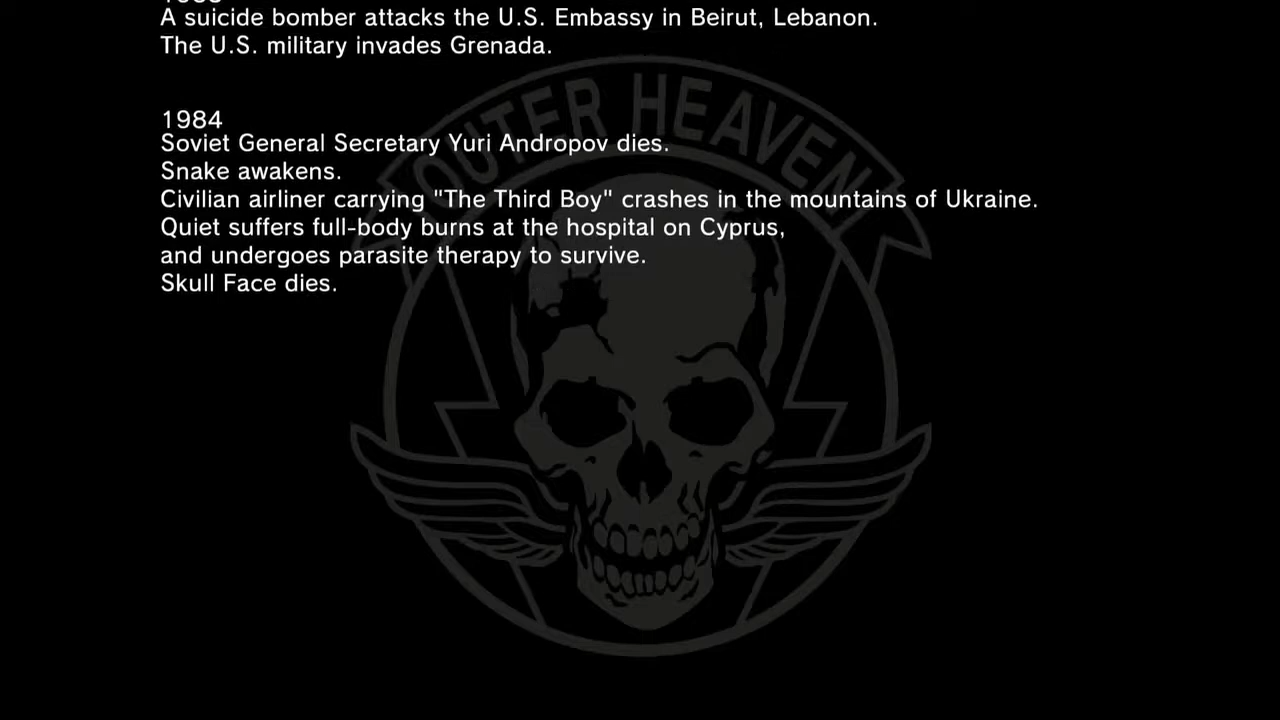 1983
A suicide bomber attacks the U.S. Embassy in Beirut, Lebanon.
The U.S. military invades Grenada.
1984
Soviet General Secretary Yuri Andropov dies.
Snake awakens.
Civilian airliner carrying "The Third Boy" crashes in the mountains of Ukraine.
Quiet suffers full-body burns at the hospital on Cyprus,
and undergoes parasite therapy to survive.
Skull Face dies.
OUTER HEAVEN